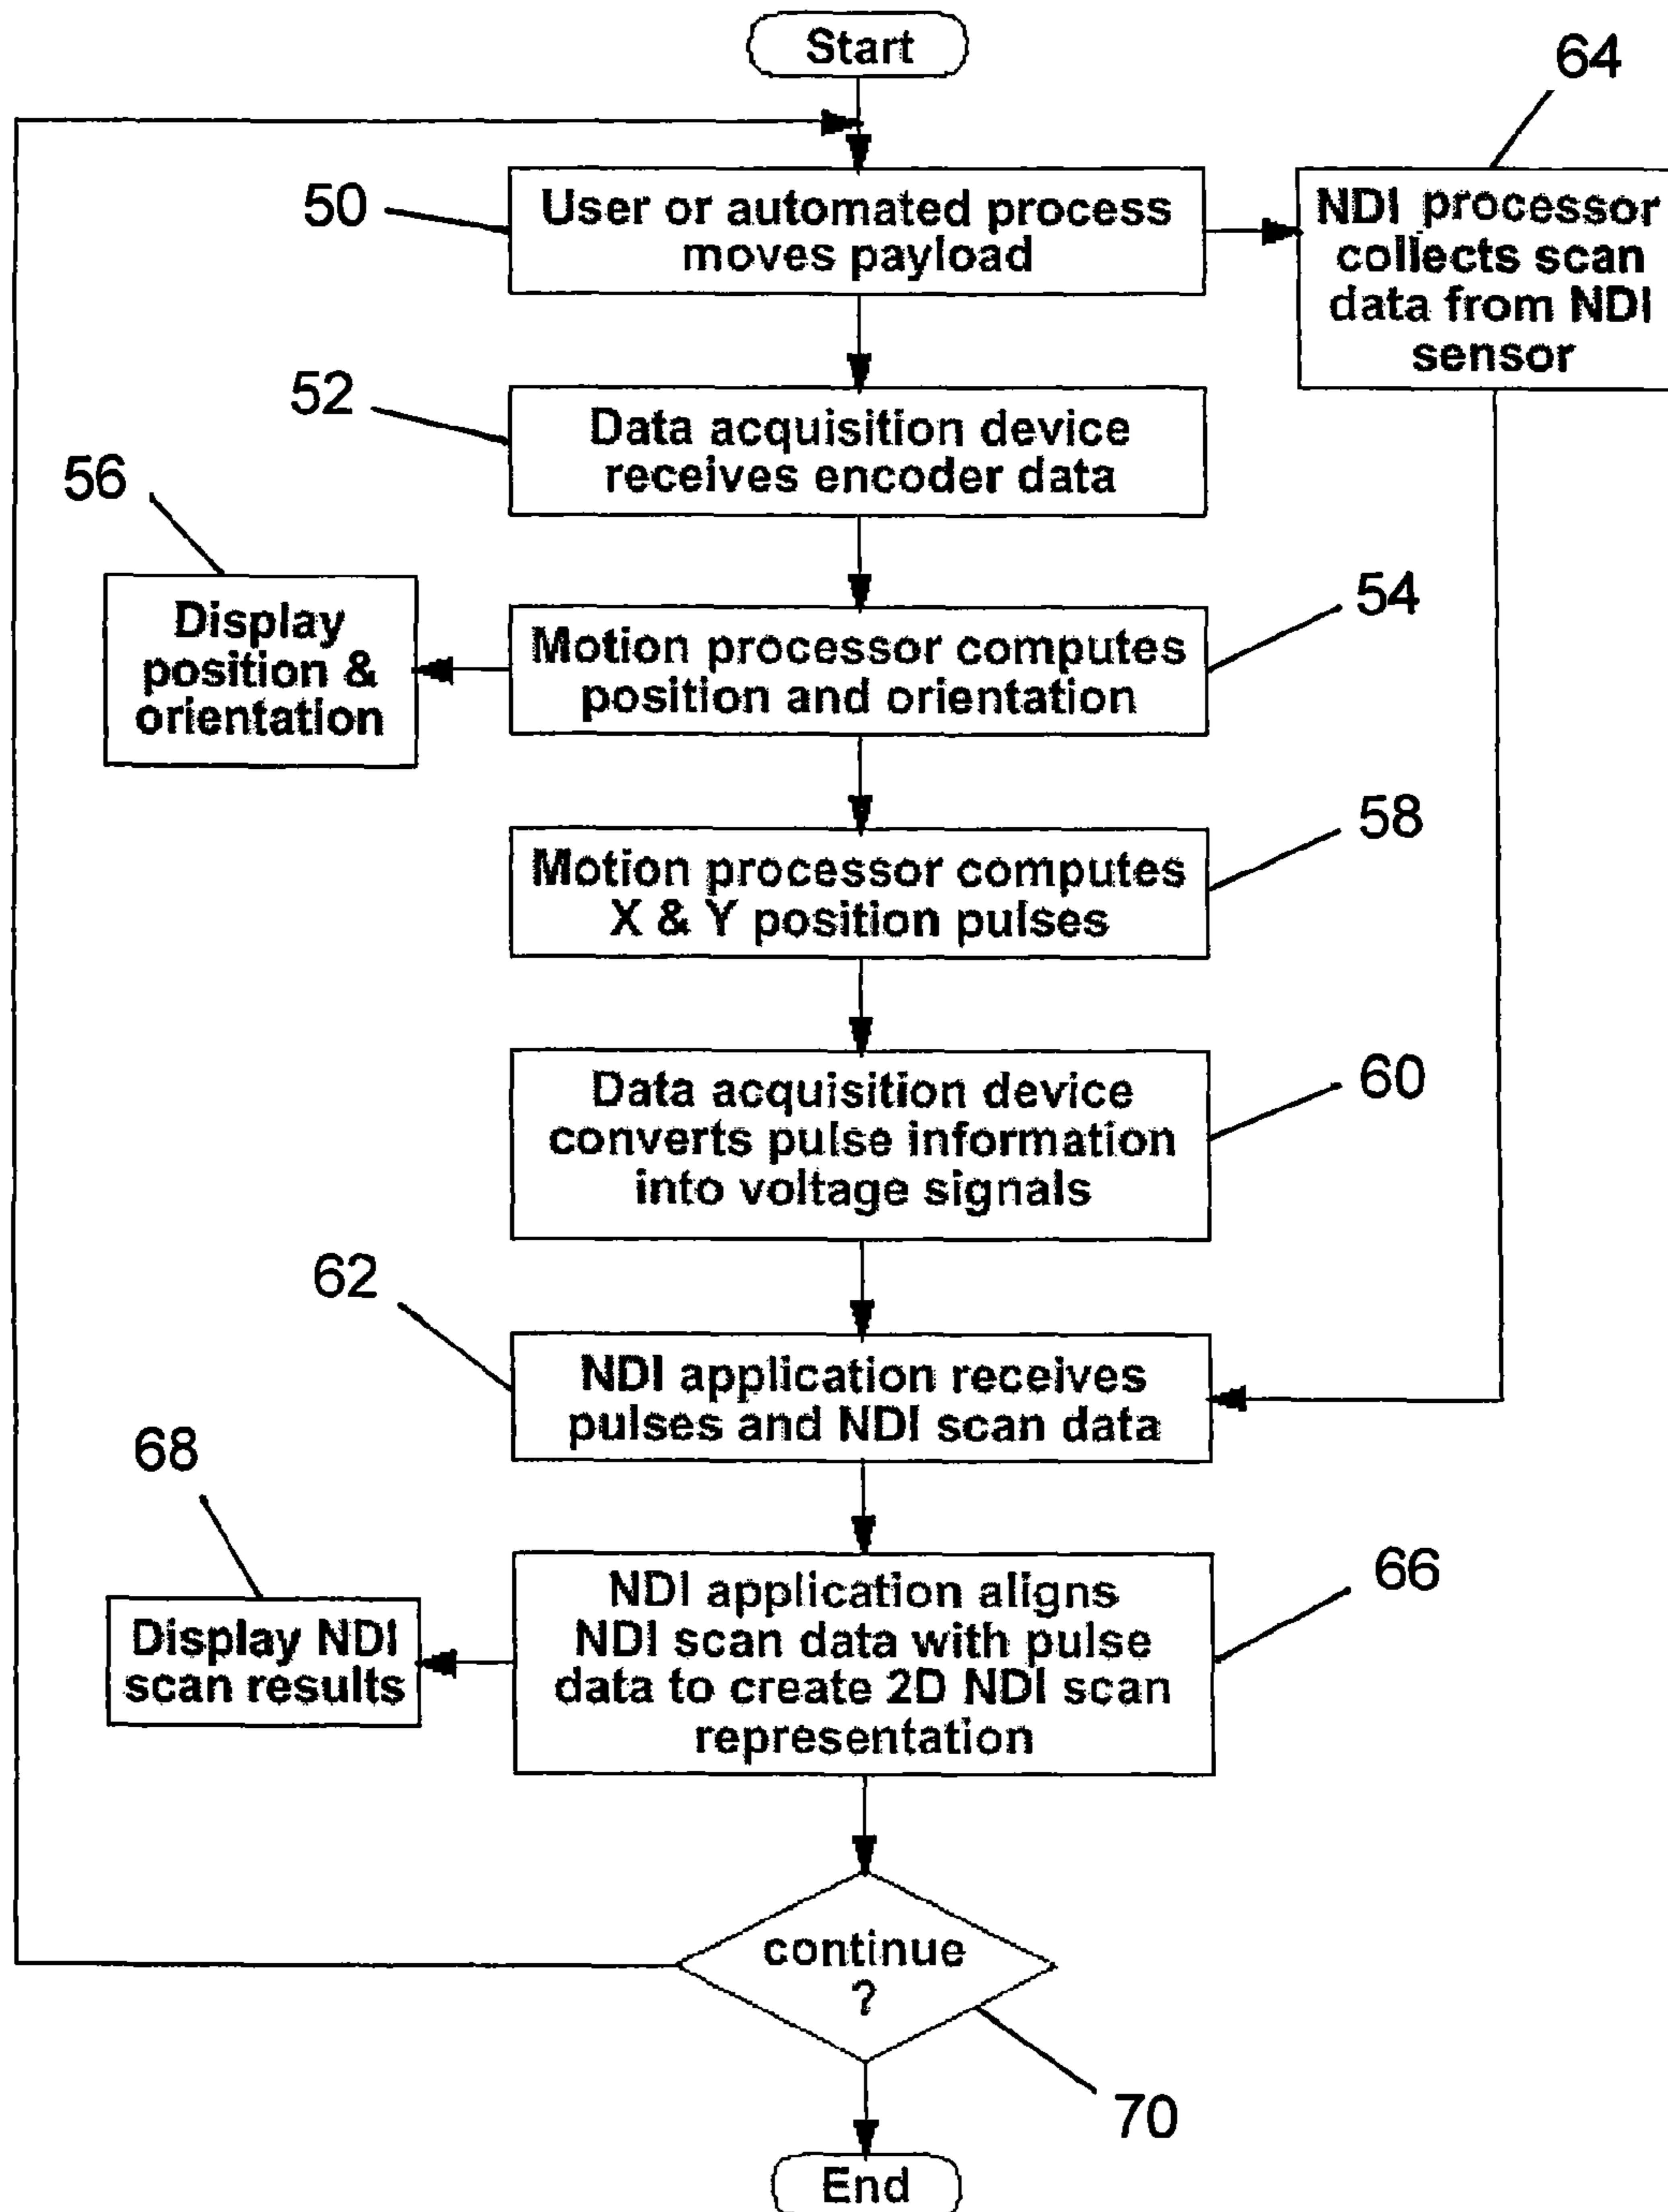 Start
64
50
User or automated process
moves payload
NDI processor
collects scan
data from NDI
sensor
52
Data acquisition device
receives encoder data
56
Display
position &
orientation
Motion processor computes
position and orientation
54
Motion processor computes
X & Y position pulses
58
Data acquisition device
converts pulse information
into voltage signals
60
62
NDI application receives
pulses and NDI scan data
68
Display NDI
scan results
NDI application aligns
NDI scan data with pulse
data to create 2D NDI scan
representation
66
continue
?
70
End